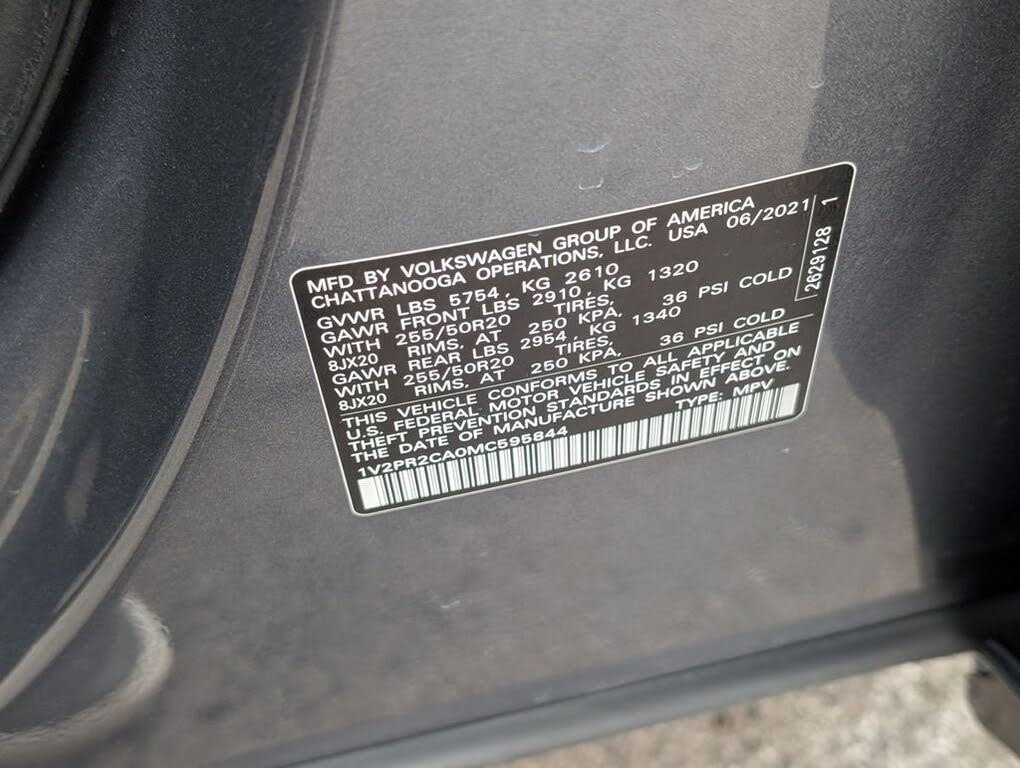 MFD BY VOLKSWAGEN GROUP OF AMERICA
CHATTANOOGA OPERATIONS, LLC. USA 06/2021
GVWR LBS 5754, KG 2610
GAWR FRONT LBS 2910, KG 1320
WITH 255/50R20 TIRES,
8JX20 RIMS, AT 250 KPA, 36 PSI COLD
GAWR REAR LBS 2954, KG 1340
WITH 255/50R20 TIRES,
8JX20 RIMS, AT 250 KPA, 36 PSI COLD
THIS VEHICLE CONFORMS TO ALL APPLICABLE
U.S. FEDERAL MOTOR VEHICLE SAFETY AND
THEFT PREVENTION STANDARDS IN EFFECT ON
THE DATE OF MANUFACTURE SHOWN ABOVE.
1V2PR2CA0MC595844 TYPE: MPV
2629128
1